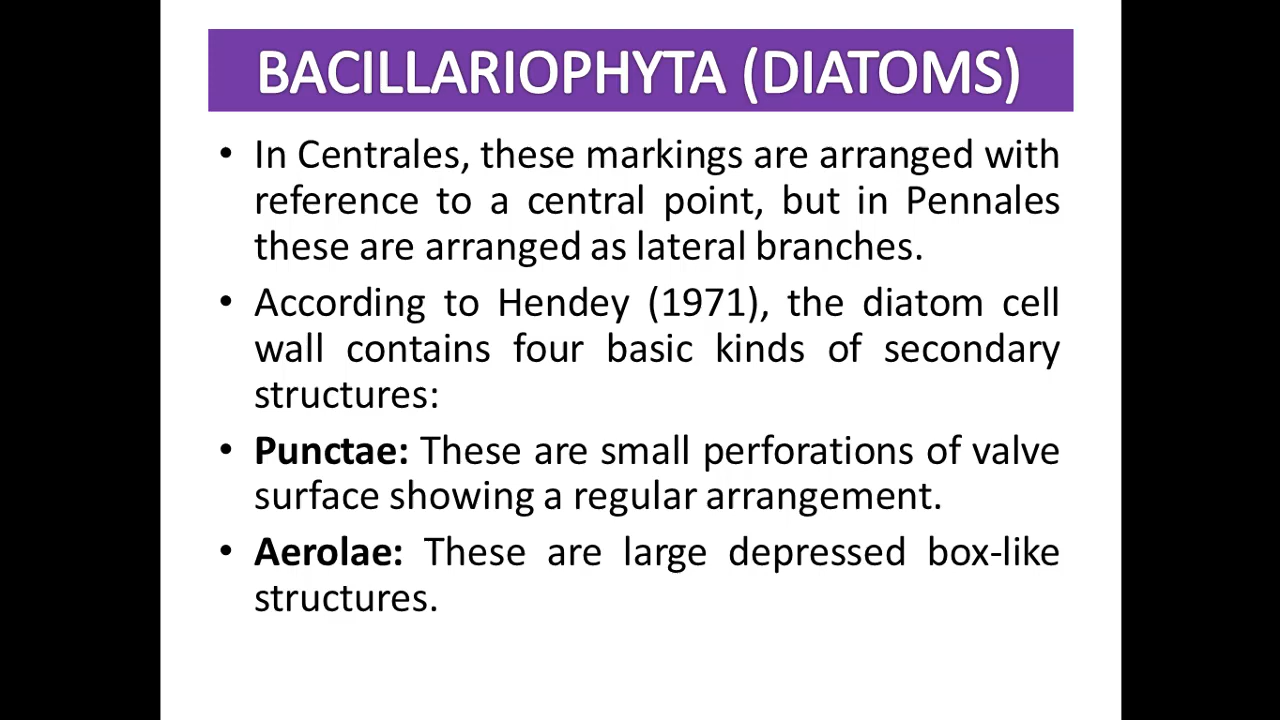 BACILLARIOPHYTA (DIATOMS)
• In Centrales, these markings are arranged with
reference to a central point, but in Pennales
these are arranged as lateral branches.
• According to Hendey (1971), the diatom cell
wall contains four basic kinds of secondary
structures:
• Punctae: These are small perforations of valve
surface showing a regular arrangement.
• Aerolae: These are large depressed box-like
structures.